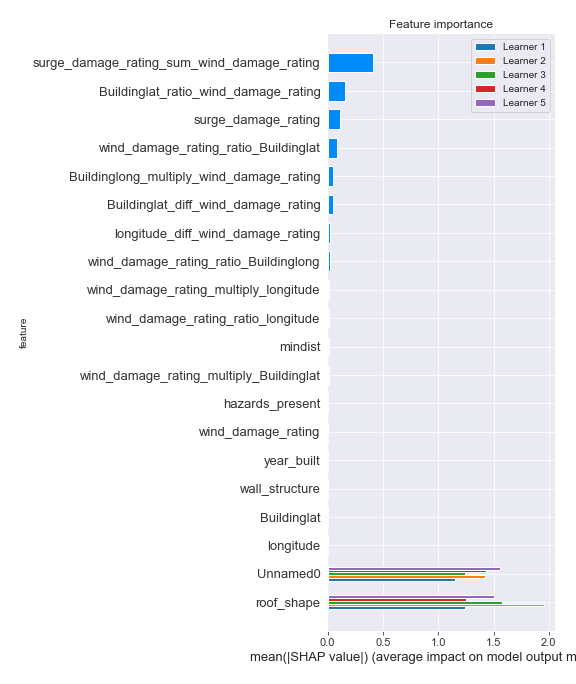 Feature importance
Learner 1
Learner 2
Learner 3
Learner 4
Learner 5
surge_damage_rating_sum_wind_damage_rating
Buildinglat_ratio_wind_damage_rating
surge_damage_rating
wind_damage_rating_ratio_Buildinglat
Buildinglong_multiply_wind_damage_rating
Buildinglat_diff_wind_damage_rating
longitude_diff_wind_damage_rating
wind_damage_rating_ratio_Buildinglong
wind_damage_rating_multiply_longitude
wind_damage_rating_ratio_longitude
mindist
wind_damage_rating_multiply_Buildinglat
hazards_present
wind_damage_rating
year_built
wall_structure
Buildinglat
longitude
Unnamed0
roof_shape
feature
0.0 0.5 1.0 1.5 2.0
mean(|SHAP value|) (average impact on model output m